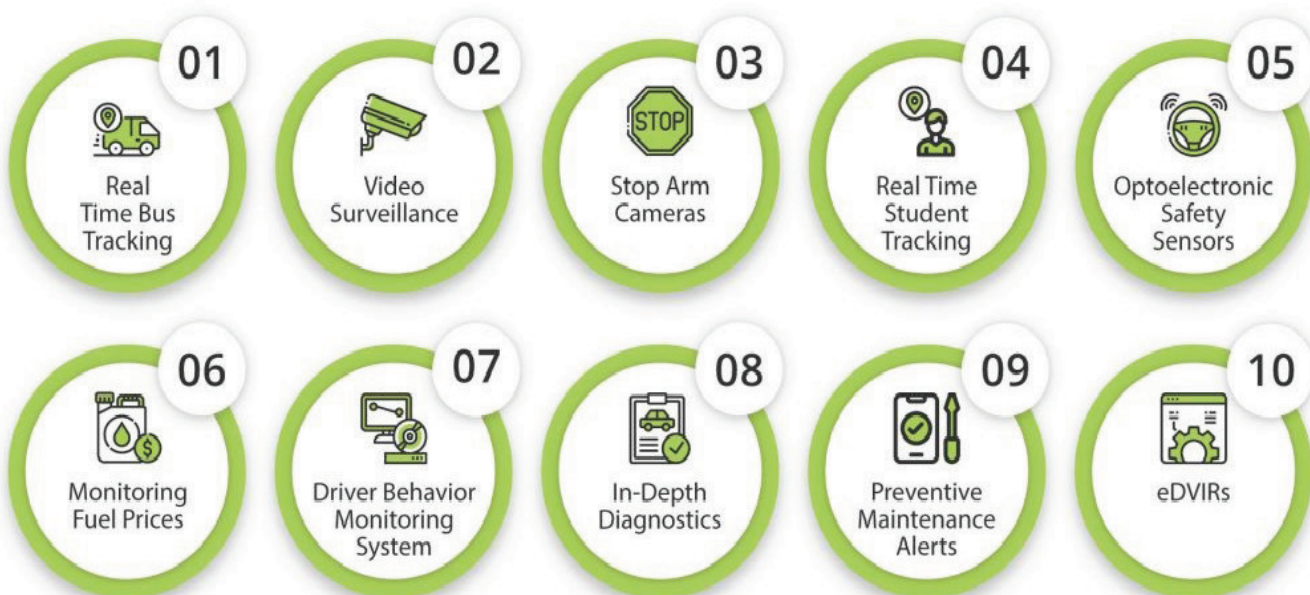 01
Real
Time Bus
Tracking
02
Video
Surveillance
03
STOP
Stop Arm
Cameras
04
Real Time
Student
Tracking
05
Optoelectronic
Safety
Sensors
06
$
Monitoring
Fuel Prices
07
Driver Behavior
Monitoring
System
08
In-Depth
Diagnostics
09
Preventive
Maintenance
Alerts
10
eDVIRs